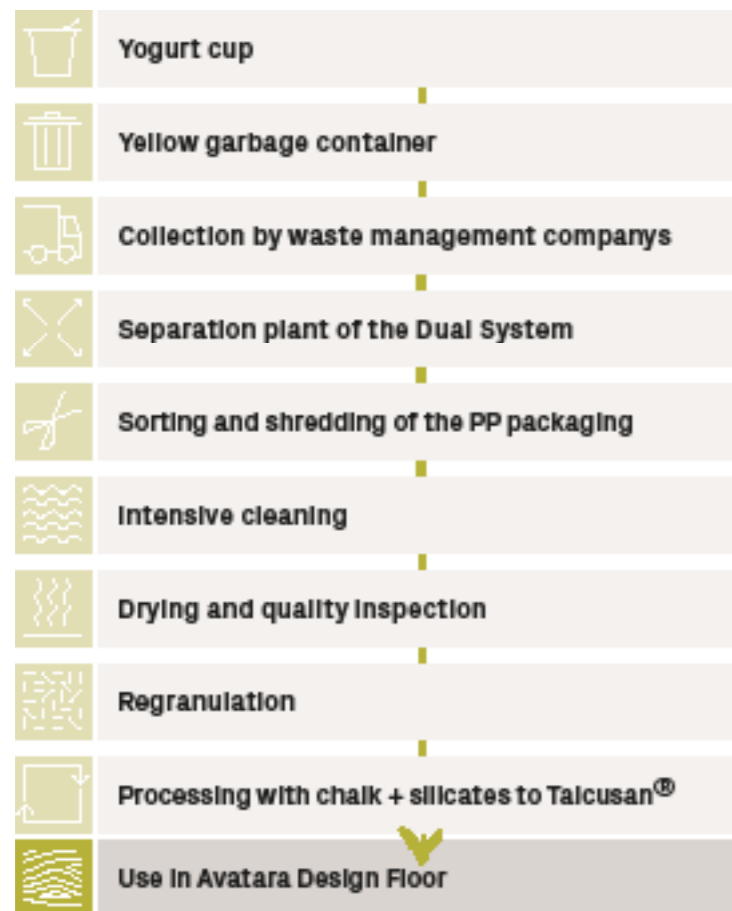 Yogurt cup
Yellow garbage container
Collection by waste management companys
Separation plant of the Dual System
Sorting and shredding of the PP packaging
Intensive cleaning
Drying and quality inspection
Regranulation
Processing with chalk + silicates to Talcusan®
Use in Avatara Design Floor